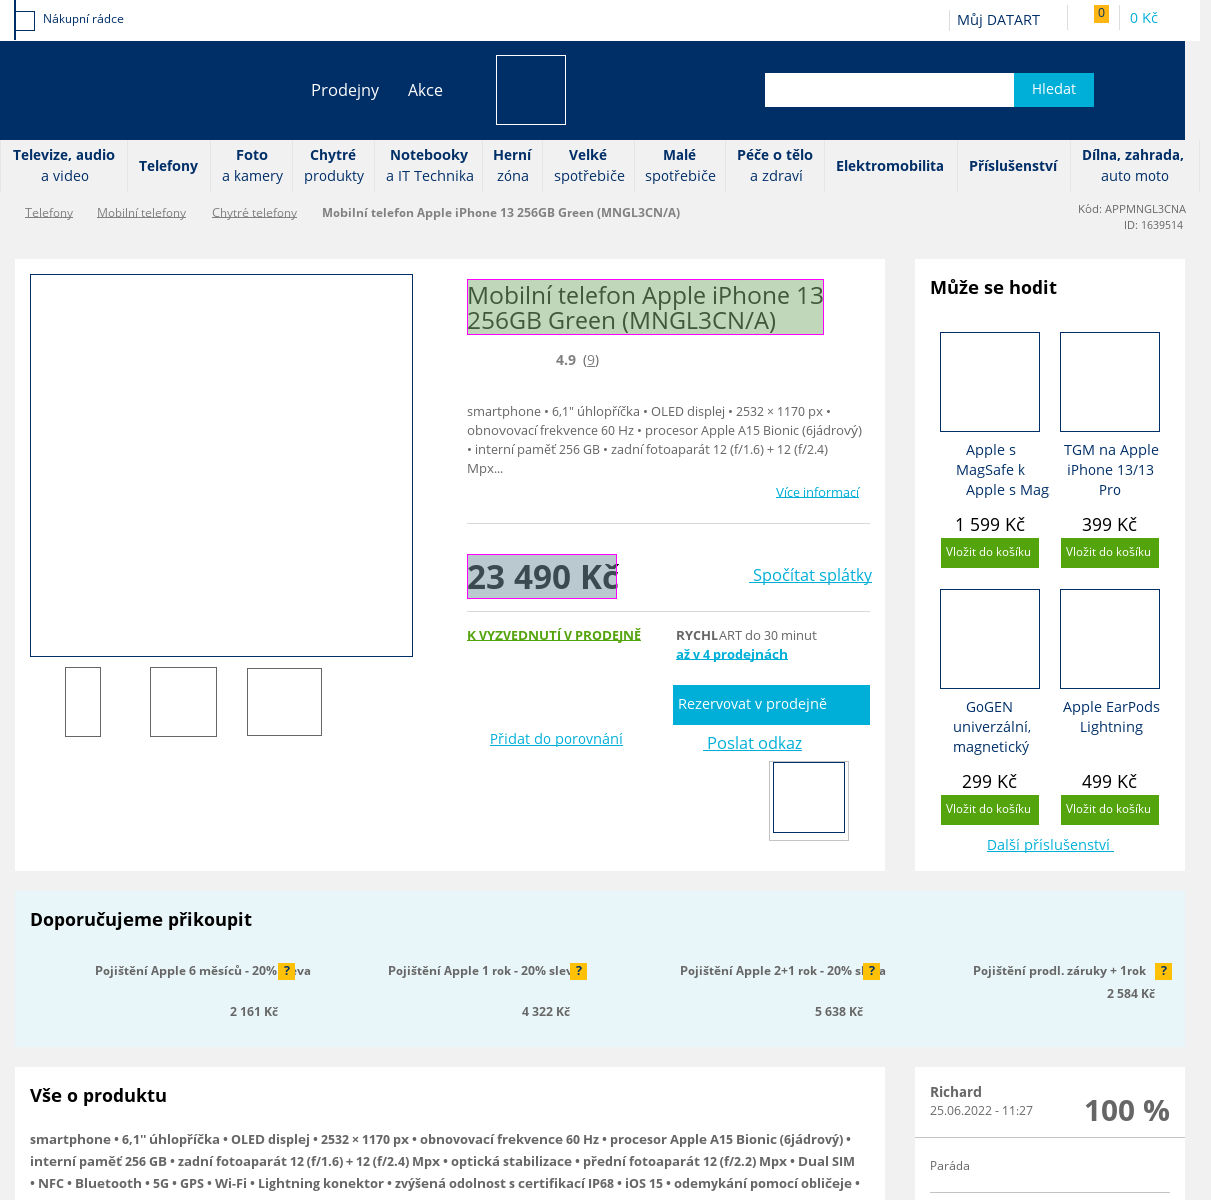 Nákupní rádce
Můj DATART
0
0 Kč
Prodejny
Akce
Hledat
Televize, audio
a video
Telefony
Foto
a kamery
Chytré
produkty
Notebooky
a IT Technika
Herní
zóna
Velké
spotřebiče
Malé
spotřebiče
Péče o tělo
a zdraví
Elektromobilita
Příslušenství
Dílna, zahrada,
auto moto
Telefony
Mobilní telefony
Chytré telefony
Mobilní telefon Apple iPhone 13 256GB Green (MNGL3CN/A)
Kód: APPMNGL3CNA
ID: 1639514
Mobilní telefon Apple iPhone 13
256GB Green (MNGL3CN/A)
4.9 (9)
smartphone • 6,1" úhlopříčka • OLED displej • 2532 × 1170 px •
obnovovací frekvence 60 Hz • procesor Apple A15 Bionic (6jádrový)
• interní paměť 256 GB • zadní fotoaparát 12 (f/1.6) + 12 (f/2.4)
Mpx...
Více informací
23 490 Kč
Spočítat splátky
K VYZVEDNUTÍ V PRODEJNĚ
RYCHLART do 30 minut
až v 4 prodejnách
Rezervovat v prodejně
Přidat do porovnání
Poslat odkaz
Může se hodit
Apple s
MagSafe k
Apple s Mag
1 599 Kč
Vložit do košíku
TGM na Apple
iPhone 13/13
Pro
399 Kč
Vložit do košíku
GoGEN
univerzální,
magnetický
299 Kč
Vložit do košíku
Apple EarPods
Lightning
499 Kč
Vložit do košíku
Další příslušenství
Doporučujeme přikoupit
Pojištění Apple 6 měsíců - 20% sleva
?
2 161 Kč
Pojištění Apple 1 rok - 20% sleva
?
4 322 Kč
Pojištění Apple 2+1 rok - 20% sleva
?
5 638 Kč
Pojištění prodl. záruky + 1rok
?
2 584 Kč
Vše o produktu
smartphone • 6,1'' úhlopříčka • OLED displej • 2532 × 1170 px • obnovovací frekvence 60 Hz • procesor Apple A15 Bionic (6jádrový) •
interní paměť 256 GB • zadní fotoaparát 12 (f/1.6) + 12 (f/2.4) Mpx • optická stabilizace • přední fotoaparát 12 (f/2.2) Mpx • Dual SIM
• NFC • Bluetooth • 5G • GPS • Wi-Fi • Lightning konektor • zvýšená odolnost s certifikací IP68 • iOS 15 • odemykání pomocí obličeje •
Richard
25.06.2022 - 11:27
100 %
Paráda